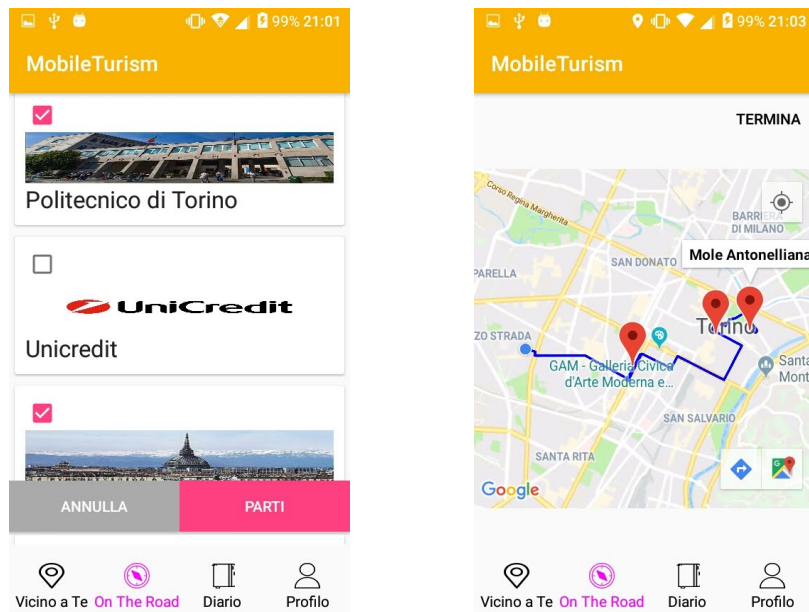 99% 21:01
MobileTurism
Politecnico di Torino
UniCredit
Unicredit
ANNULLA PARTI
Vicino a Te On The Road Diario Profilo
99% 21:03
MobileTurism
TERMINA
Corso Regina Margherita
BARRIERA
DI MILANO
SAN DONATO
Mole Antonelliana
PARELLA
Torino
ZO STRADA
GAM - Galleria Civica
d'Arte Moderna e...
Santa
Mont
SAN SALVARIO
SANTA RITA
Google
Vicino a Te On The Road Diario Profilo